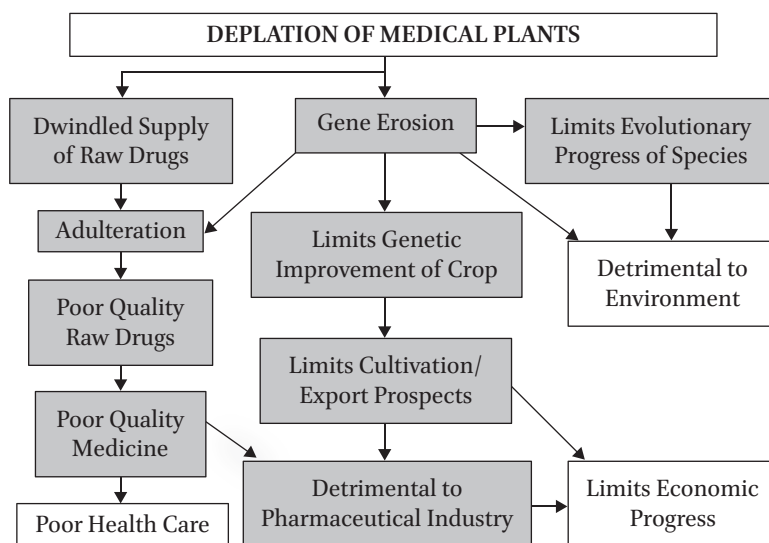 DEPLATION OF MEDICAL PLANTS
Dwindled Supply
of Raw Drugs
Gene Erosion
Limits Evolutionary
Progress of Species
Adulteration
Limits Genetic
Improvement of Crop
Detrimental to
Environment
Poor Quality
Raw Drugs
Limits Cultivation/
Export Prospects
Poor Quality
Medicine
Detrimental to
Pharmaceutical Industry
Limits Economic
Progress
Poor Health Care